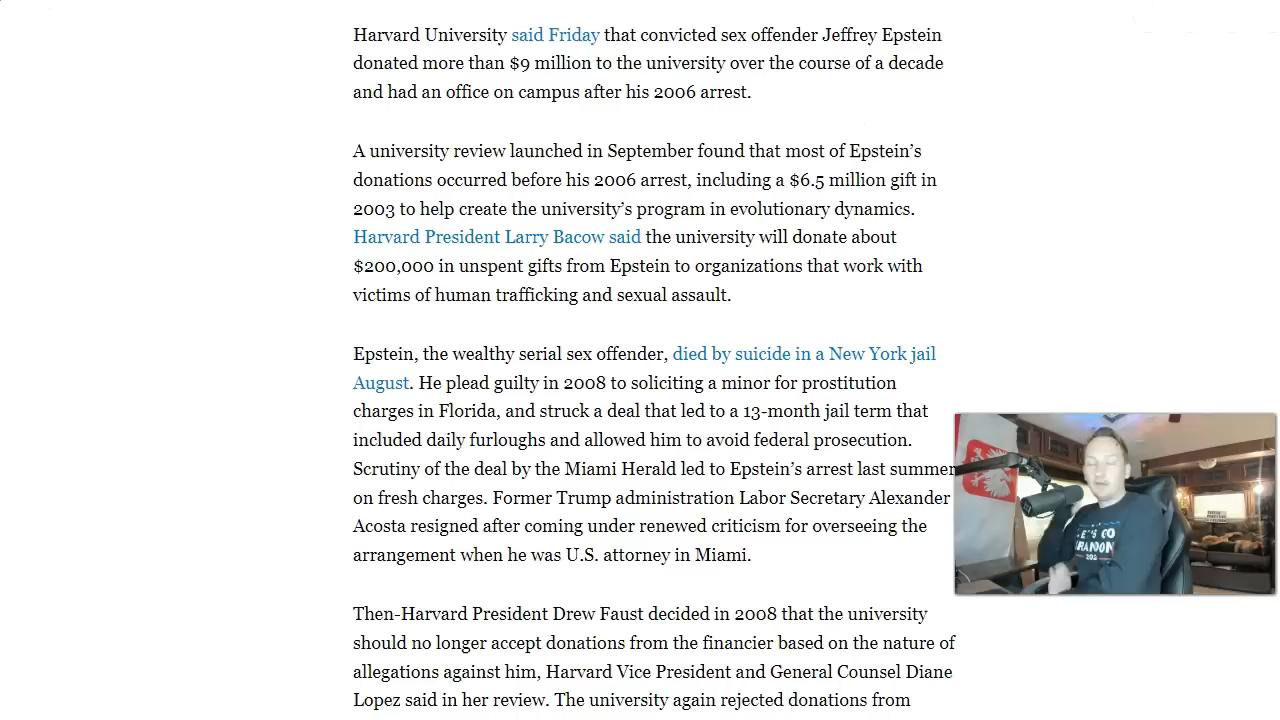 Harvard University said Friday that convicted sex offender Jeffrey Epstein
donated more than $9 million to the university over the course of a decade
and had an office on campus after his 2006 arrest.
A university review launched in September found that most of Epstein’s
donations occurred before his 2006 arrest, including a $6.5 million gift in
2003 to help create the university’s program in evolutionary dynamics.
Harvard President Larry Bacow said the university will donate about
$200,000 in unspent gifts from Epstein to organizations that work with
victims of human trafficking and sexual assault.
Epstein, the wealthy serial sex offender, died by suicide in a New York jail
August. He plead guilty in 2008 to soliciting a minor for prostitution
charges in Florida, and struck a deal that led to a 13-month jail term that
included daily furloughs and allowed him to avoid federal prosecution.
Scrutiny of the deal by the Miami Herald led to Epstein’s arrest last summer
on fresh charges. Former Trump administration Labor Secretary Alexander
Acosta resigned after coming under renewed criticism for overseeing the
arrangement when he was U.S. attorney in Miami.
Then-Harvard President Drew Faust decided in 2008 that the university
should no longer accept donations from the financier based on the nature of
allegations against him, Harvard Vice President and General Counsel Diane
Lopez said in her review. The university again rejected donations from
LET'S GO
BRANDON